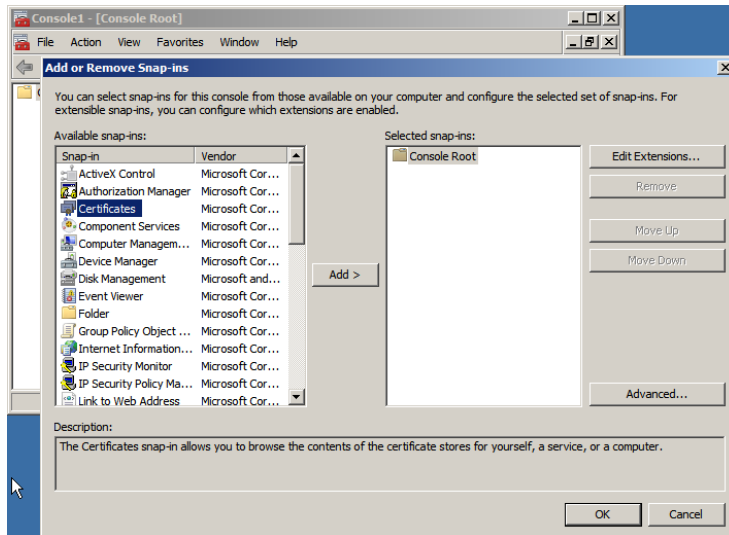 Console1 - [Console Root]
File Action View Favorites Window Help
Add or Remove Snap-ins
You can select snap-ins for this console from those available on your computer and configure the selected set of snap-ins. For
extensible snap-ins, you can configure which extensions are enabled.
Available snap-ins:
Selected snap-ins:
Snap-in Vendor
ActiveX Control Microsoft Cor...
Authorization Manager Microsoft Cor...
Certificates Microsoft Cor...
Component Services Microsoft Cor...
Computer Managem... Microsoft Cor...
Device Manager Microsoft Cor...
Disk Management Microsoft and...
Event Viewer Microsoft Cor...
Folder Microsoft Cor...
Group Policy Object ... Microsoft Cor...
Internet Information... Microsoft Cor...
IP Security Monitor Microsoft Cor...
IP Security Policy Ma... Microsoft Cor...
Link to Web Address Microsoft Cor...
Add >
Console Root
Edit Extensions...
Remove
Move Up
Move Down
Advanced...
Description:
The Certificates snap-in allows you to browse the contents of the certificate stores for yourself, a service, or a computer.
OK Cancel